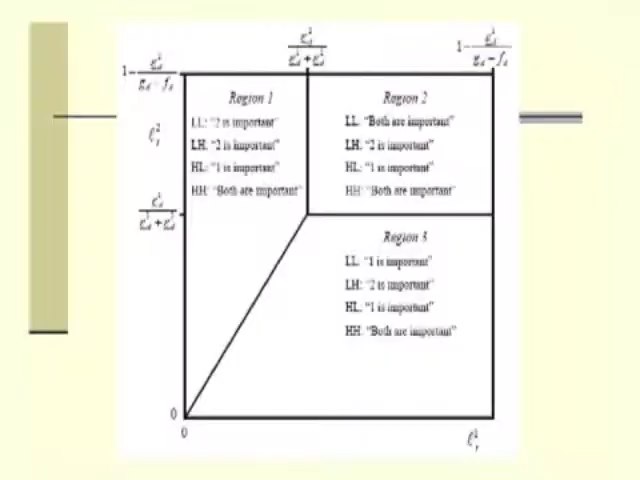 Region 1
LL: "2 is important"
LH: "2 is important"
HL: "1 is important"
HH: "Both are important"
Region 2
LL: "Both are important"
LH: "2 is important"
HL: "1 is important"
HH: "Both are important"
Region 3
LL: "1 is important"
LH: "2 is important"
HL: "1 is important"
HH: "Both are important"
0
0